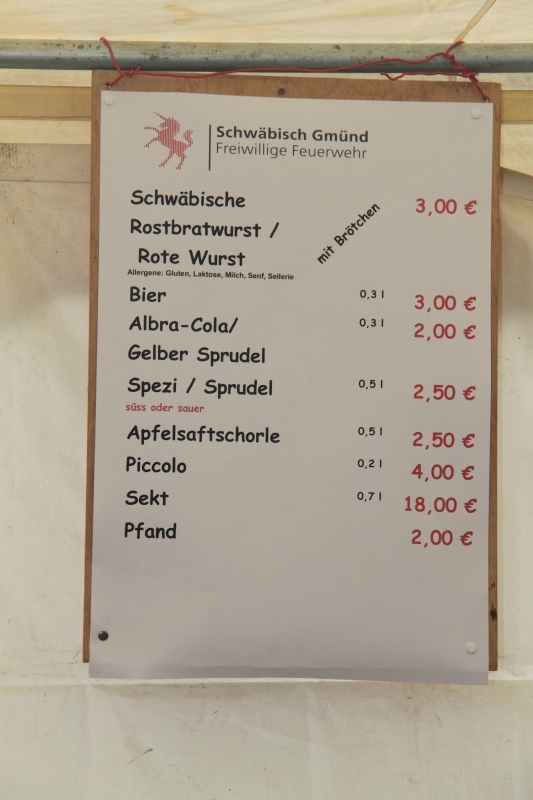 Schwäbisch Gmünd
Freiwillige Feuerwehr
Schwäbische
Rostbratwurst /
Rote Wurst mit Brötchen 3,00 €
Allergene: Gluten, Laktose, Milch, Senf, Sellerie
Bier 0,3 l 3,00 €
Albra-Cola/ 0,3 l 2,00 €
Gelber Sprudel
Spezi / Sprudel 0,5 l 2,50 €
süss oder sauer
Apfelsaftschorle 0,5 l 2,50 €
Piccolo 0,2 l 4,00 €
Sekt 0,7 l 18,00 €
Pfand 2,00 €